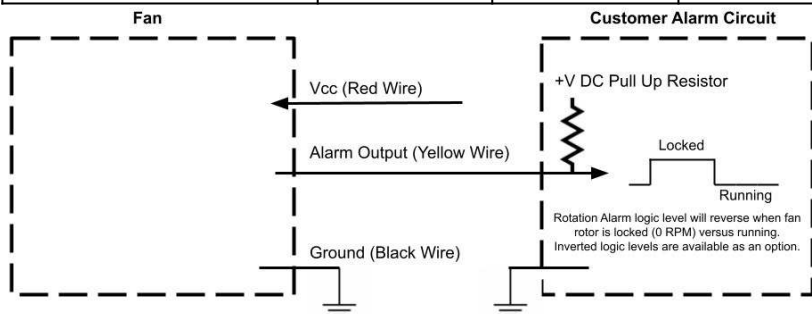 Fan
Customer Alarm Circuit
Vcc (Red Wire)
+V DC Pull Up Resistor
Alarm Output (Yellow Wire)
Locked
Running
Rotation Alarm logic level will reverse when fan
rotor is locked (0 RPM) versus running.
Inverted logic levels are available as an option.
Ground (Black Wire)